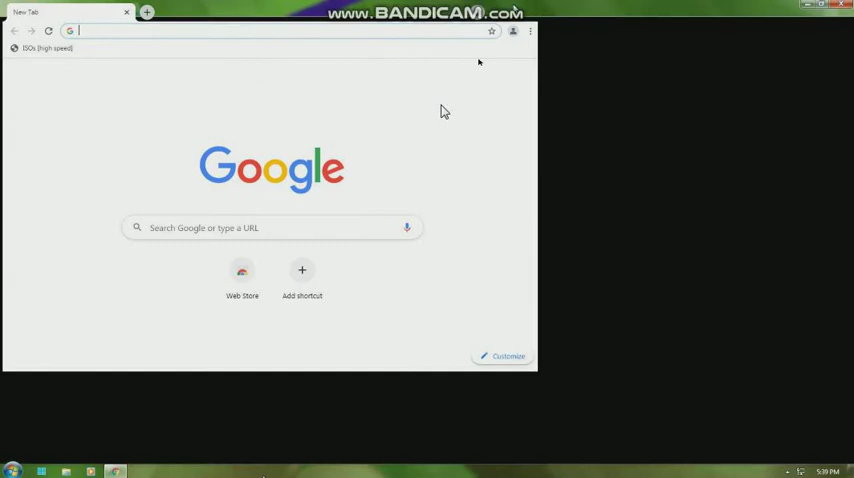 New Tab
www.BANDICAM.com
ISOs [high speed]
Google
Search Google or type a URL
Web Store
Add shortcut
Customize
5:39 PM